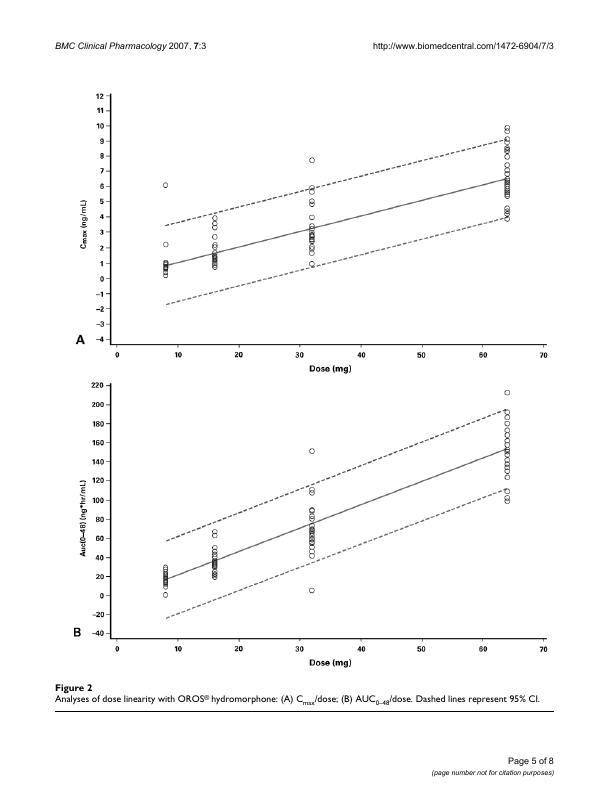 BMC Clinical Pharmacology 2007, 7:3
http://www.biomedcentral.com/1472-6904/7/3
12
11
10
9
8
7
6
5
4
3
2
1
0
−1
−2
−3
−4
Cmax (ng/mL)
A
0 10 20 30 40 50 60 70
Dose (mg)
220
200
180
160
140
120
100
80
60
40
20
0
−20
−40
Auc(0–48) (ng*hr/mL)
B
0 10 20 30 40 50 60 70
Dose (mg)
Figure 2
Analyses of dose linearity with OROS® hydromorphone: (A) Cmax/dose; (B) AUC0–48/dose. Dashed lines represent 95% CI.
Page 5 of 8
(page number not for citation purposes)